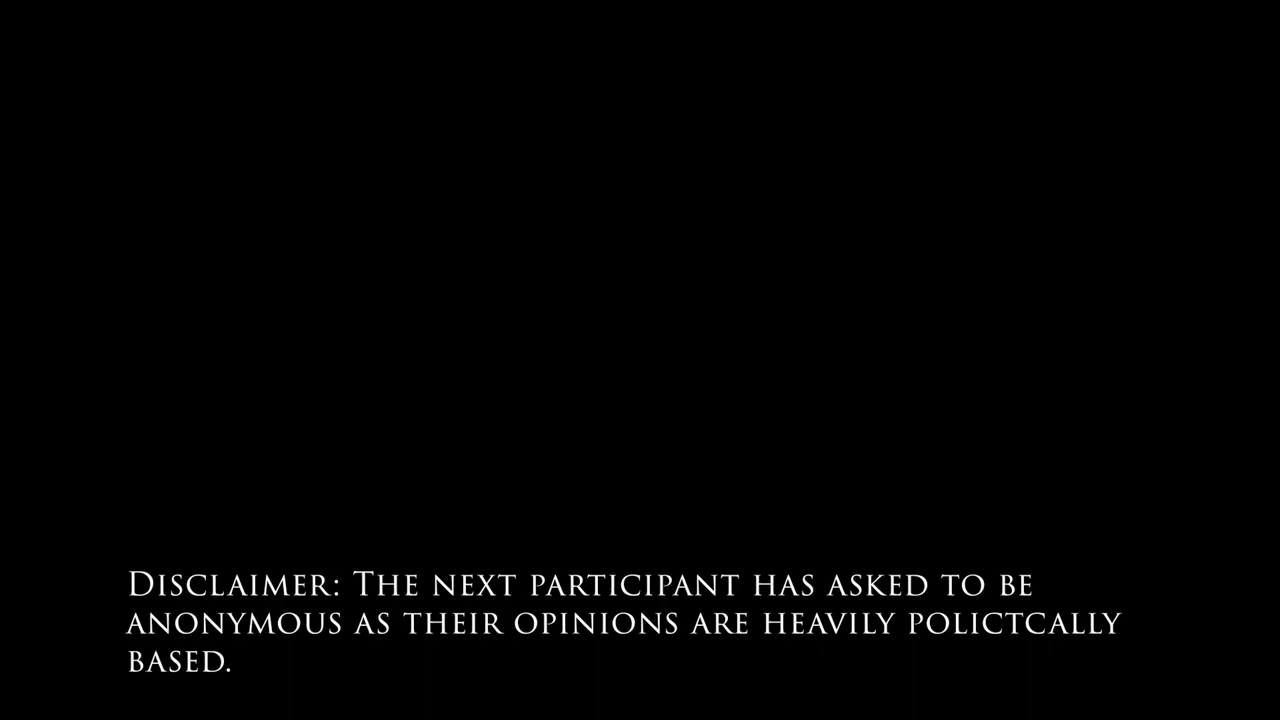 Disclaimer: The next participant has asked to be
anonymous as their opinions are heavily polictcally
based.